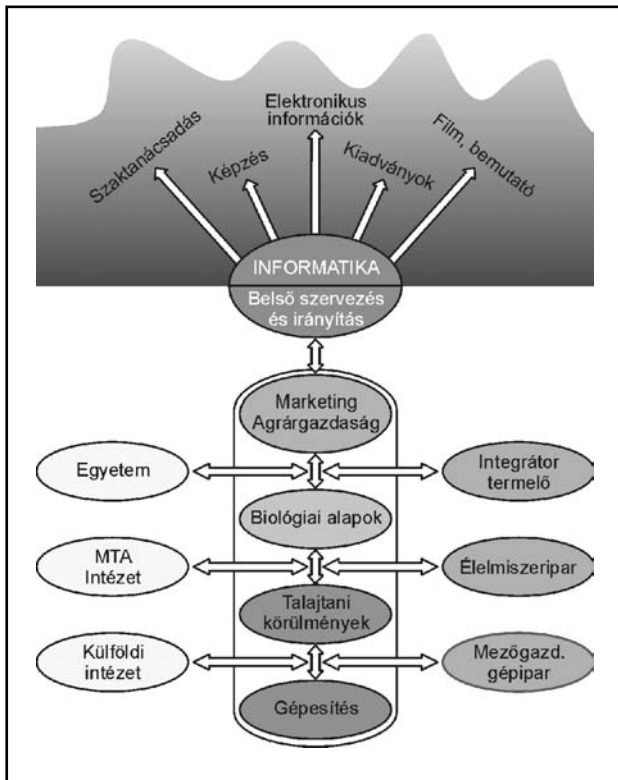 Szaktanácsadás
Képzés
Elektronikus
információk
Kiadványok
Film, bemutató
INFORMATIKA
Belső szervezés
és irányítás
Marketing
Agrárgazdaság
Egyetem
Integrátor
termelő
Biológiai alapok
MTA
Intézet
Élelmiszeripar
Talajtani
körülmények
Külföldi
intézet
Mezőgazd.
gépipar
Gépesítés